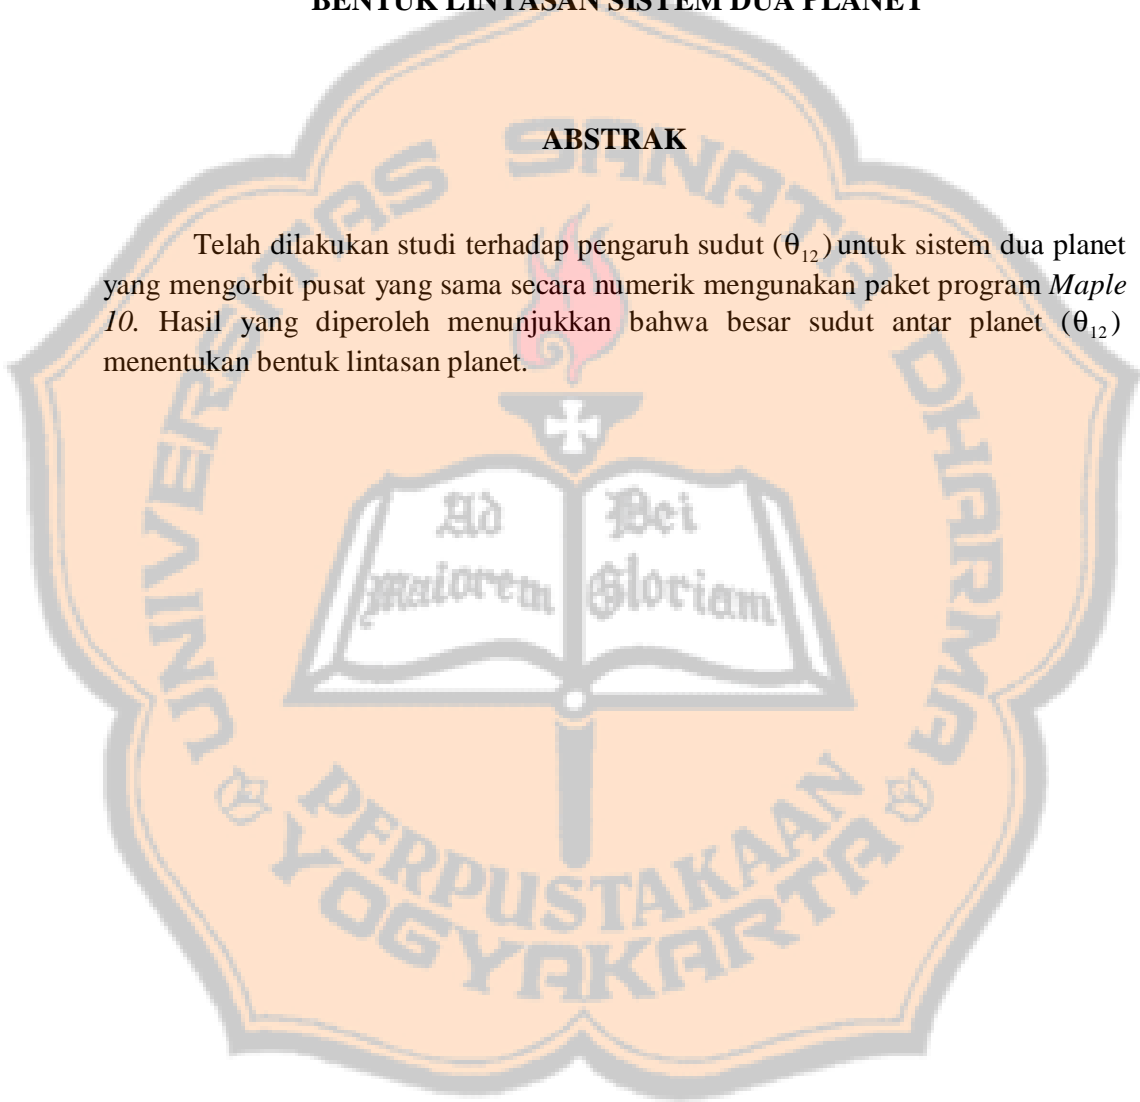 BENTUK LINTASAN SISTEM DUA PLANET
ABSTRAK
Telah dilakukan studi terhadap pengaruh sudut (θ₁₂) untuk sistem dua planet
yang mengorbit pusat yang sama secara numerik mengunakan paket program Maple
10. Hasil yang diperoleh menunjukkan bahwa besar sudut antar planet (θ₁₂)
menentukan bentuk lintasan planet.
UNIVERSITAS SANATA DHARMA
Ad Dei
maiorem Gloriam
PERPUSTAKAAN
YOGYAKARTA